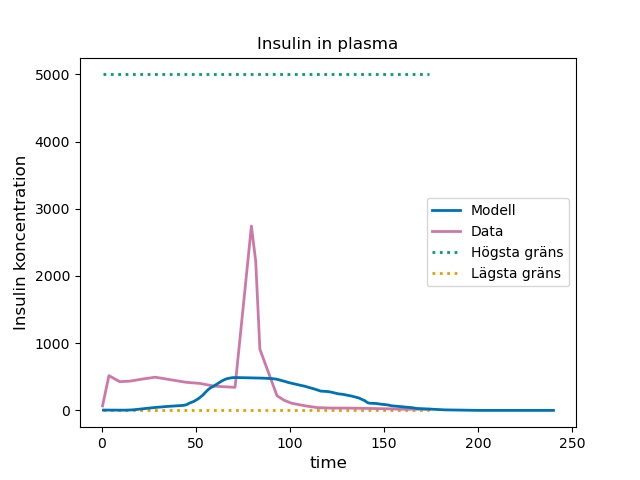 Insulin in plasma
Insulin koncentration
5000
4000
3000
2000
1000
0
Modell
Data
Högsta gräns
Lägsta gräns
0 50 100 150 200 250
time